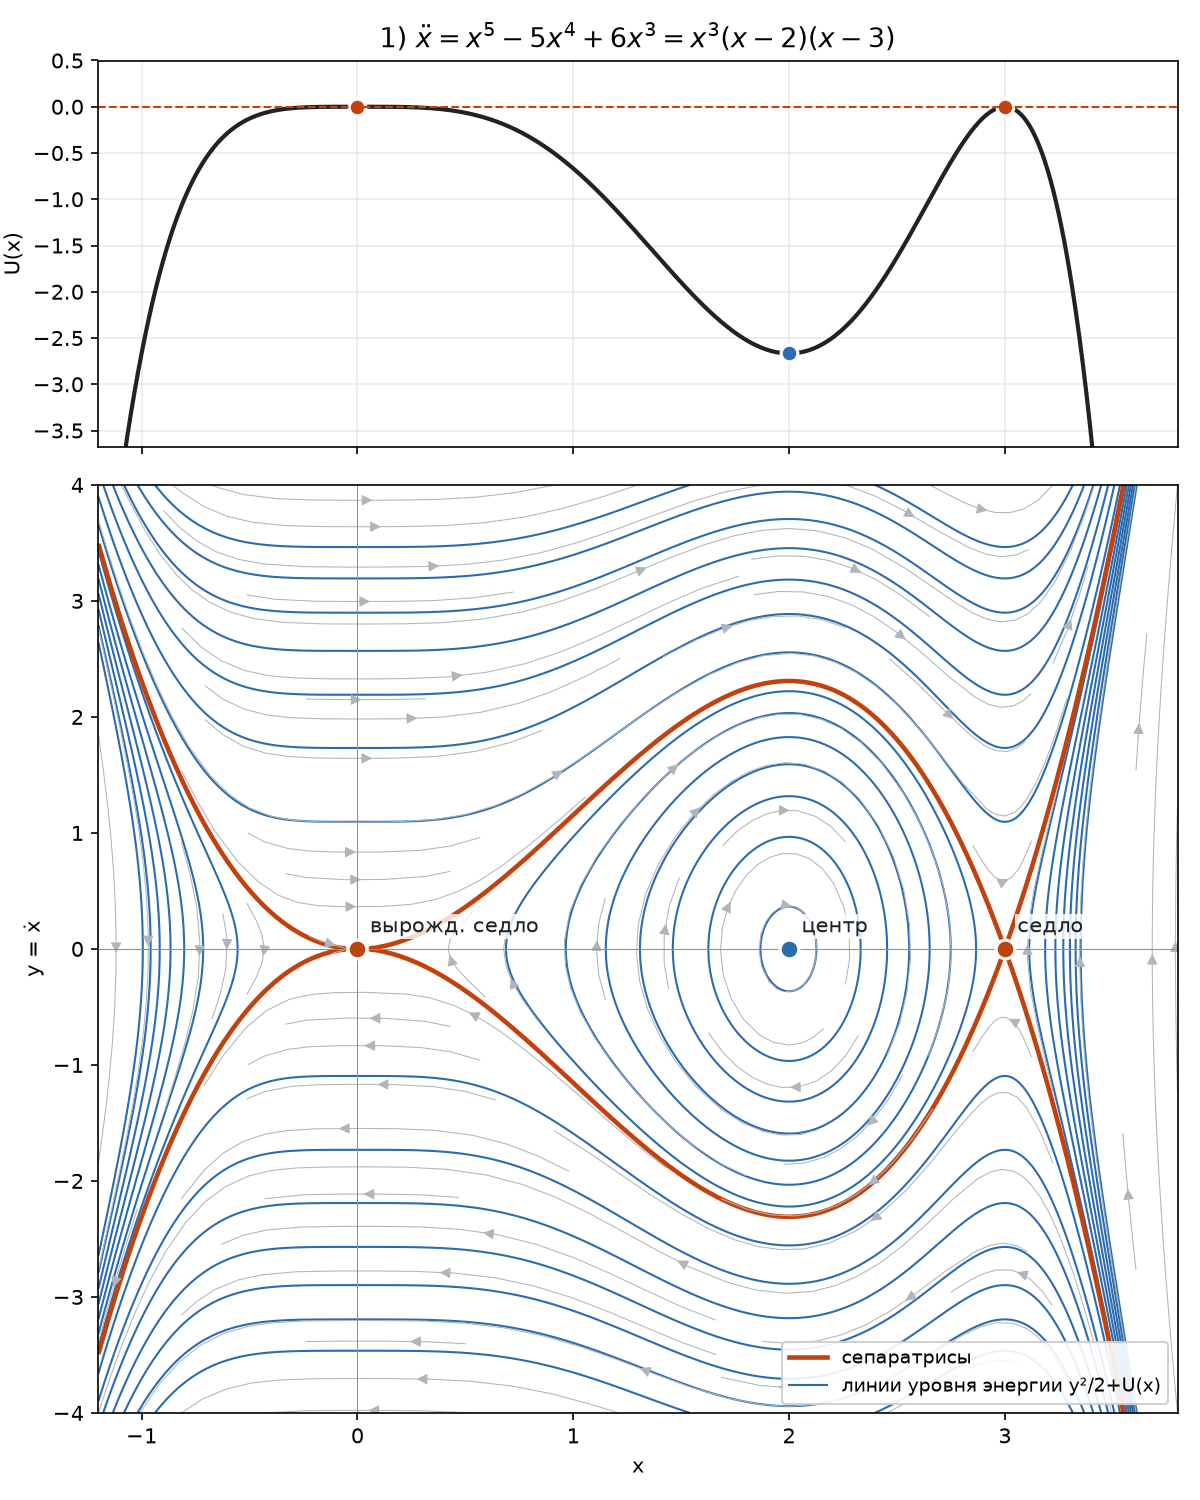 1) ẍ = x⁵ − 5x⁴ + 6x³ = x³(x − 2)(x − 3)
U(x)
0.5
0.0
−0.5
−1.0
−1.5
−2.0
−2.5
−3.0
−3.5
y = ẋ
4
3
2
1
0
−1
−2
−3
−4
вырожд. седло
центр
седло
сепаратрисы
линии уровня энергии y²/2+U(x)
−1 0 1 2 3
x